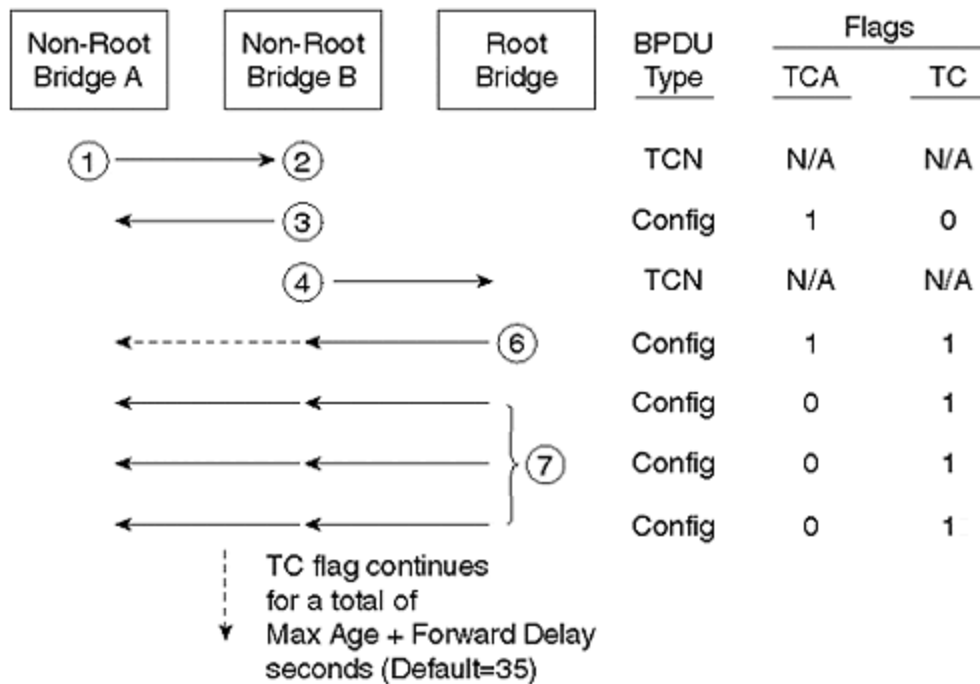 Non-Root Bridge A
Non-Root Bridge B
Root Bridge
BPDU Type
Flags
TCA
TC
1 2 TCN N/A N/A
3 Config 1 0
4 TCN N/A N/A
6 Config 1 1
Config 0 1
7 Config 0 1
Config 0 1
TC flag continues
for a total of
Max Age + Forward Delay
seconds (Default=35)